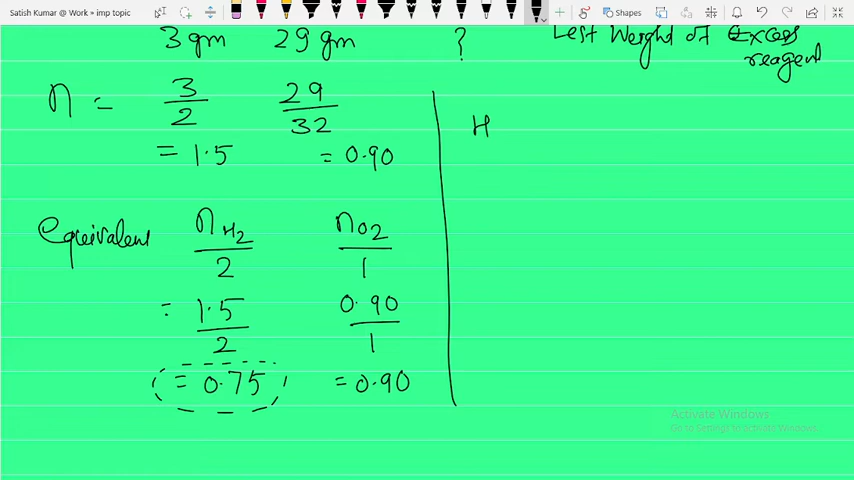 Satish Kumar @ Work » imp topic
Shapes
3 gm 29 gm ? Lest Weight of Excess reagent
n = 3/2 29/32
= 1.5 = 0.90
H
equivalent nH2/2 nO2/1
= 1.5/2 0.90/1
= 0.75 = 0.90
Activate Windows
Go to Settings to activate Windows.